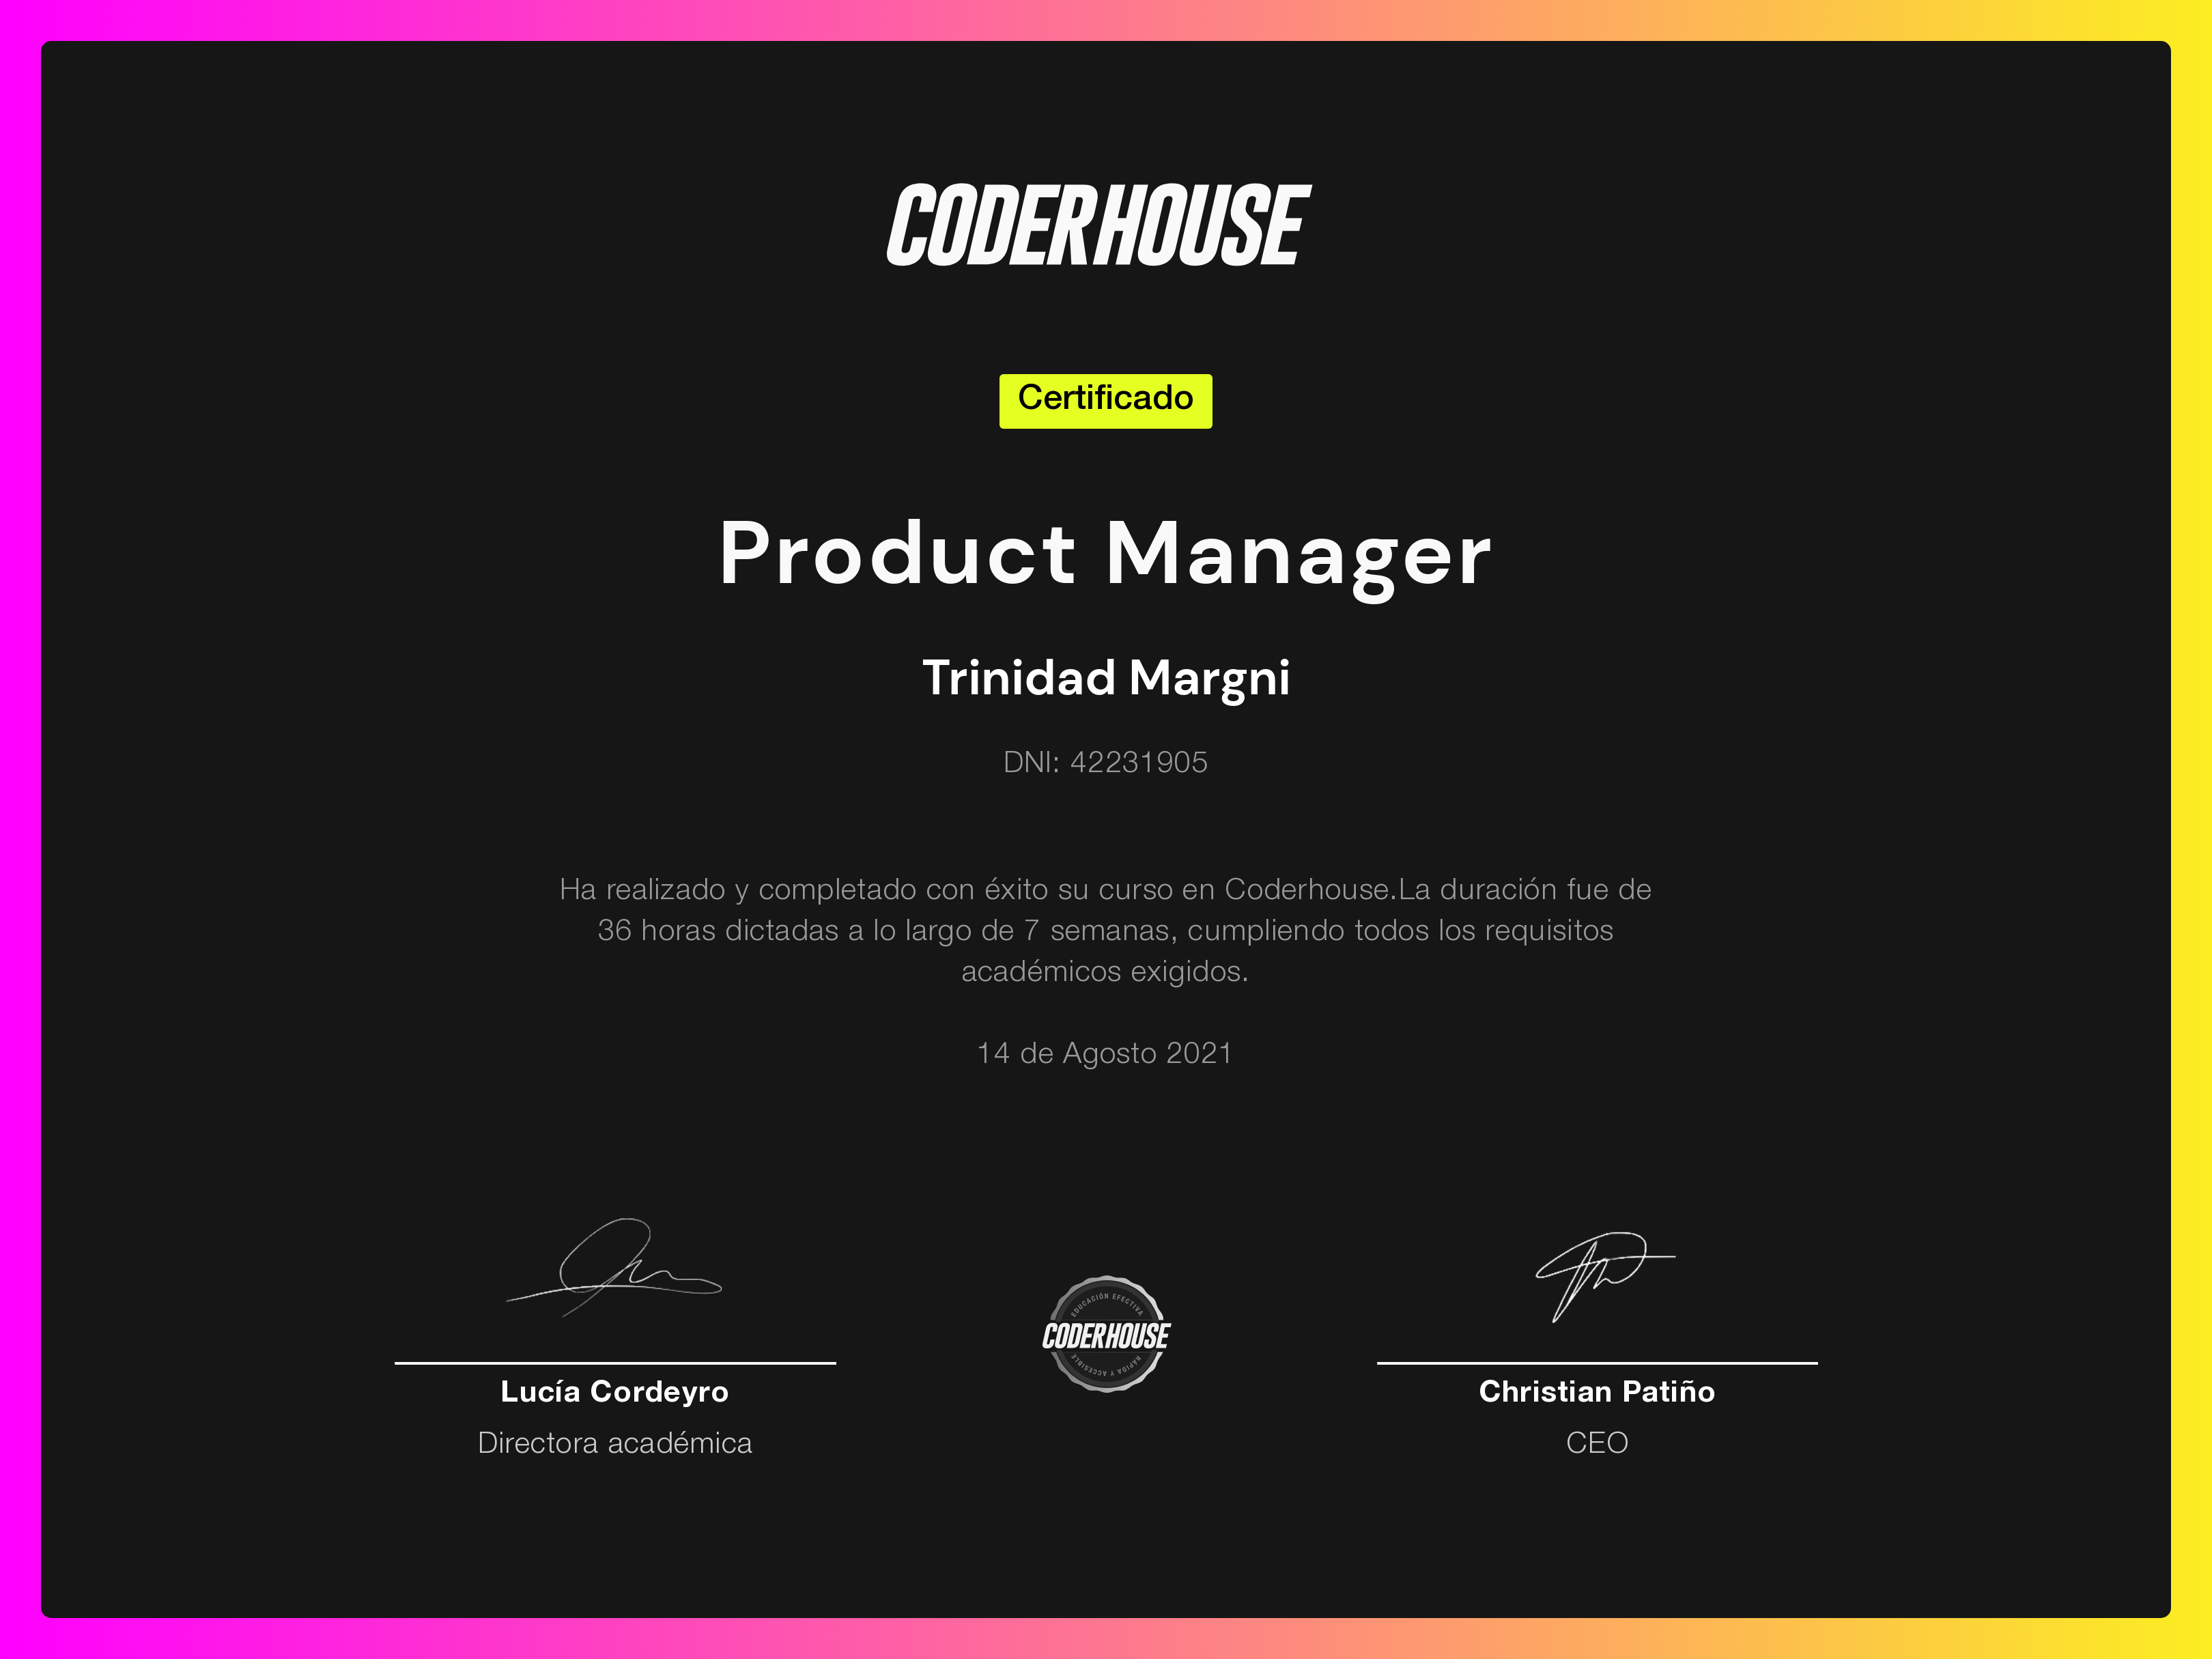 CODERHOUSE
Certificado
Product Manager
Trinidad Margni
DNI: 42231905
Ha realizado y completado con éxito su curso en Coderhouse.La duración fue de
36 horas dictadas a lo largo de 7 semanas, cumpliendo todos los requisitos
académicos exigidos.
14 de Agosto 2021
EDUCACIÓN EFECTIVA
CODERHOUSE
RAPIDA Y ACCESIBLE
Lucía Cordeyro
Directora académica
Christian Patiño
CEO